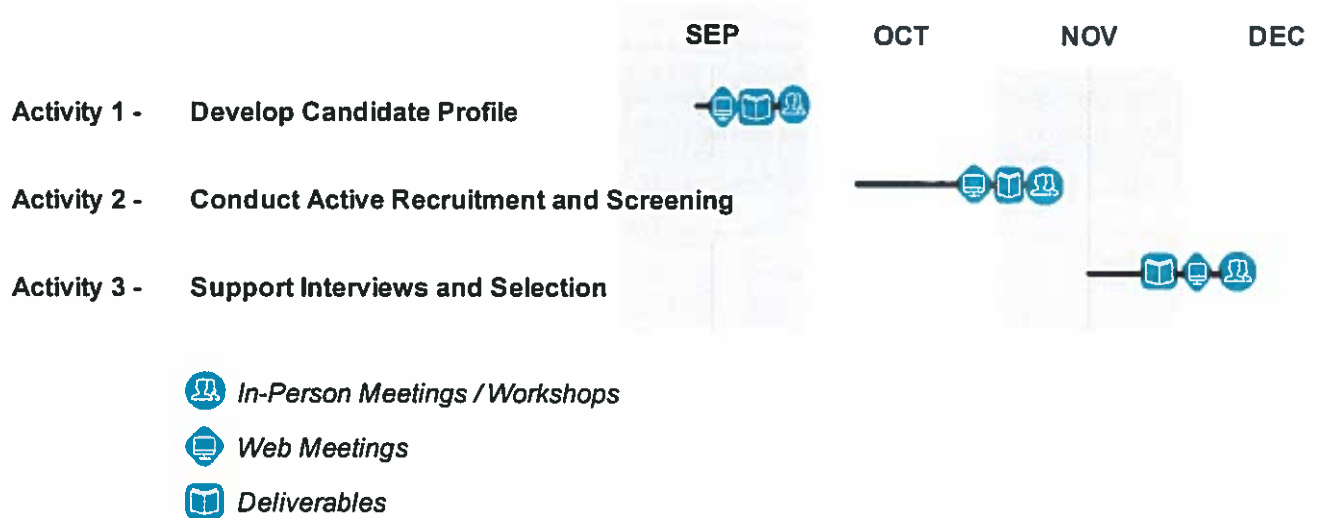 SEP OCT NOV DEC
Activity 1 - Develop Candidate Profile
Activity 2 - Conduct Active Recruitment and Screening
Activity 3 - Support Interviews and Selection
In-Person Meetings / Workshops
Web Meetings
Deliverables